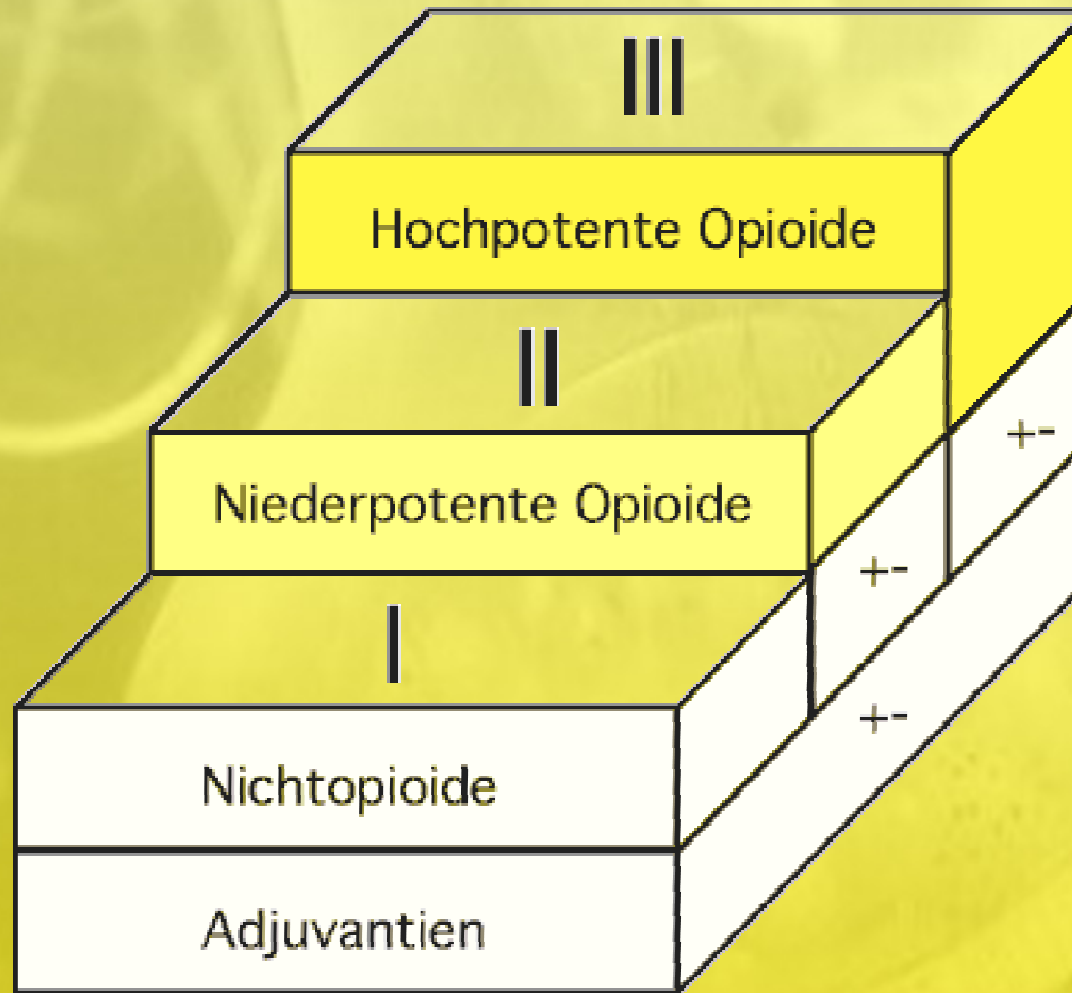 III
Hochpotente Opioide
II
+-
Niederpotente Opioide
+-
I
+-
Nichtopioide
Adjuvantien